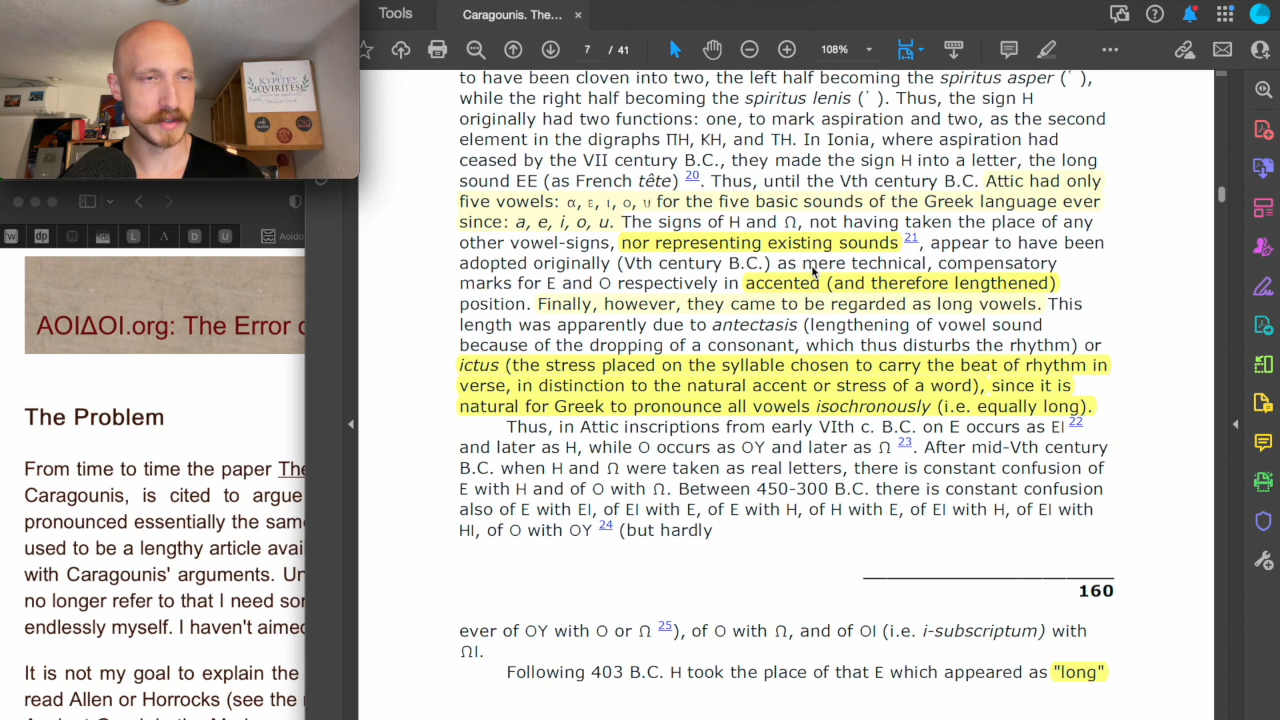 Tools
Caragounis. The...
7 / 41
108%
to have been cloven into two, the left half becoming the spiritus asper (῾ ),
while the right half becoming the spiritus lenis (᾿ ). Thus, the sign H
originally had two functions: one, to mark aspiration and two, as the second
element in the digraphs ΠΗ, ΚΗ, and ΤΗ. In Ionia, where aspiration had
ceased by the VII century B.C., they made the sign H into a letter, the long
sound EE (as French tête) 20. Thus, until the Vth century B.C. Attic had only
five vowels: α, ε, ι, ο, υ for the five basic sounds of the Greek language ever
since: a, e, i, o, u. The signs of H and Ω, not having taken the place of any
other vowel-signs, nor representing existing sounds 21, appear to have been
adopted originally (Vth century B.C.) as mere technical, compensatory
marks for E and O respectively in accented (and therefore lengthened)
position. Finally, however, they came to be regarded as long vowels. This
length was apparently due to antectasis (lengthening of vowel sound
because of the dropping of a consonant, which thus disturbs the rhythm) or
ictus (the stress placed on the syllable chosen to carry the beat of rhythm in
verse, in distinction to the natural accent or stress of a word), since it is
natural for Greek to pronounce all vowels isochronously (i.e. equally long).
Thus, in Attic inscriptions from early VIth c. B.C. on E occurs as EI 22
and later as H, while O occurs as OY and later as Ω 23. After mid-Vth century
B.C. when H and Ω were taken as real letters, there is constant confusion of
E with H and of O with Ω. Between 450-300 B.C. there is constant confusion
also of E with EI, of EI with E, of E with H, of H with E, of EI with H, of EI with
HI, of O with OY 24 (but hardly
160
ever of OY with O or Ω 25), of O with Ω, and of OI (i.e. i-subscriptum) with
ΩI.
Following 403 B.C. H took the place of that E which appeared as "long"
ΚΥΡΙΤΕΣ
IQVIRITES
W dp L Λ D U Aoido
ΑΟΙΔΟΙ.org: The Error
The Problem
From time to time the paper The
Caragounis, is cited to argue
pronounced essentially the same
used to be a lengthy article avai
with Caragounis' arguments. Un
no longer refer to that I need
endlessly myself. I haven't aimed
It is not my goal to explain the
read Allen or Horrocks (see the